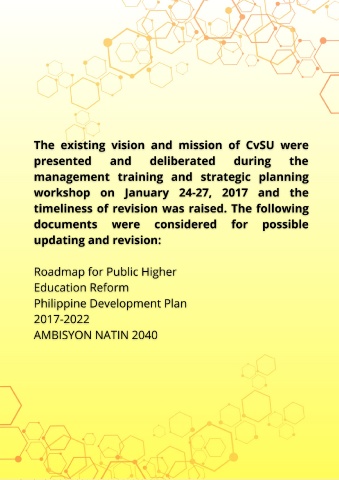 The existing vision and mission of CvSU were
presented and deliberated during the
management training and strategic planning
workshop on January 24-27, 2017 and the
timeliness of revision was raised. The following
documents were considered for possible
updating and revision:
Roadmap for Public Higher
Education Reform
Philippine Development Plan
2017-2022
AMBISYON NATIN 2040